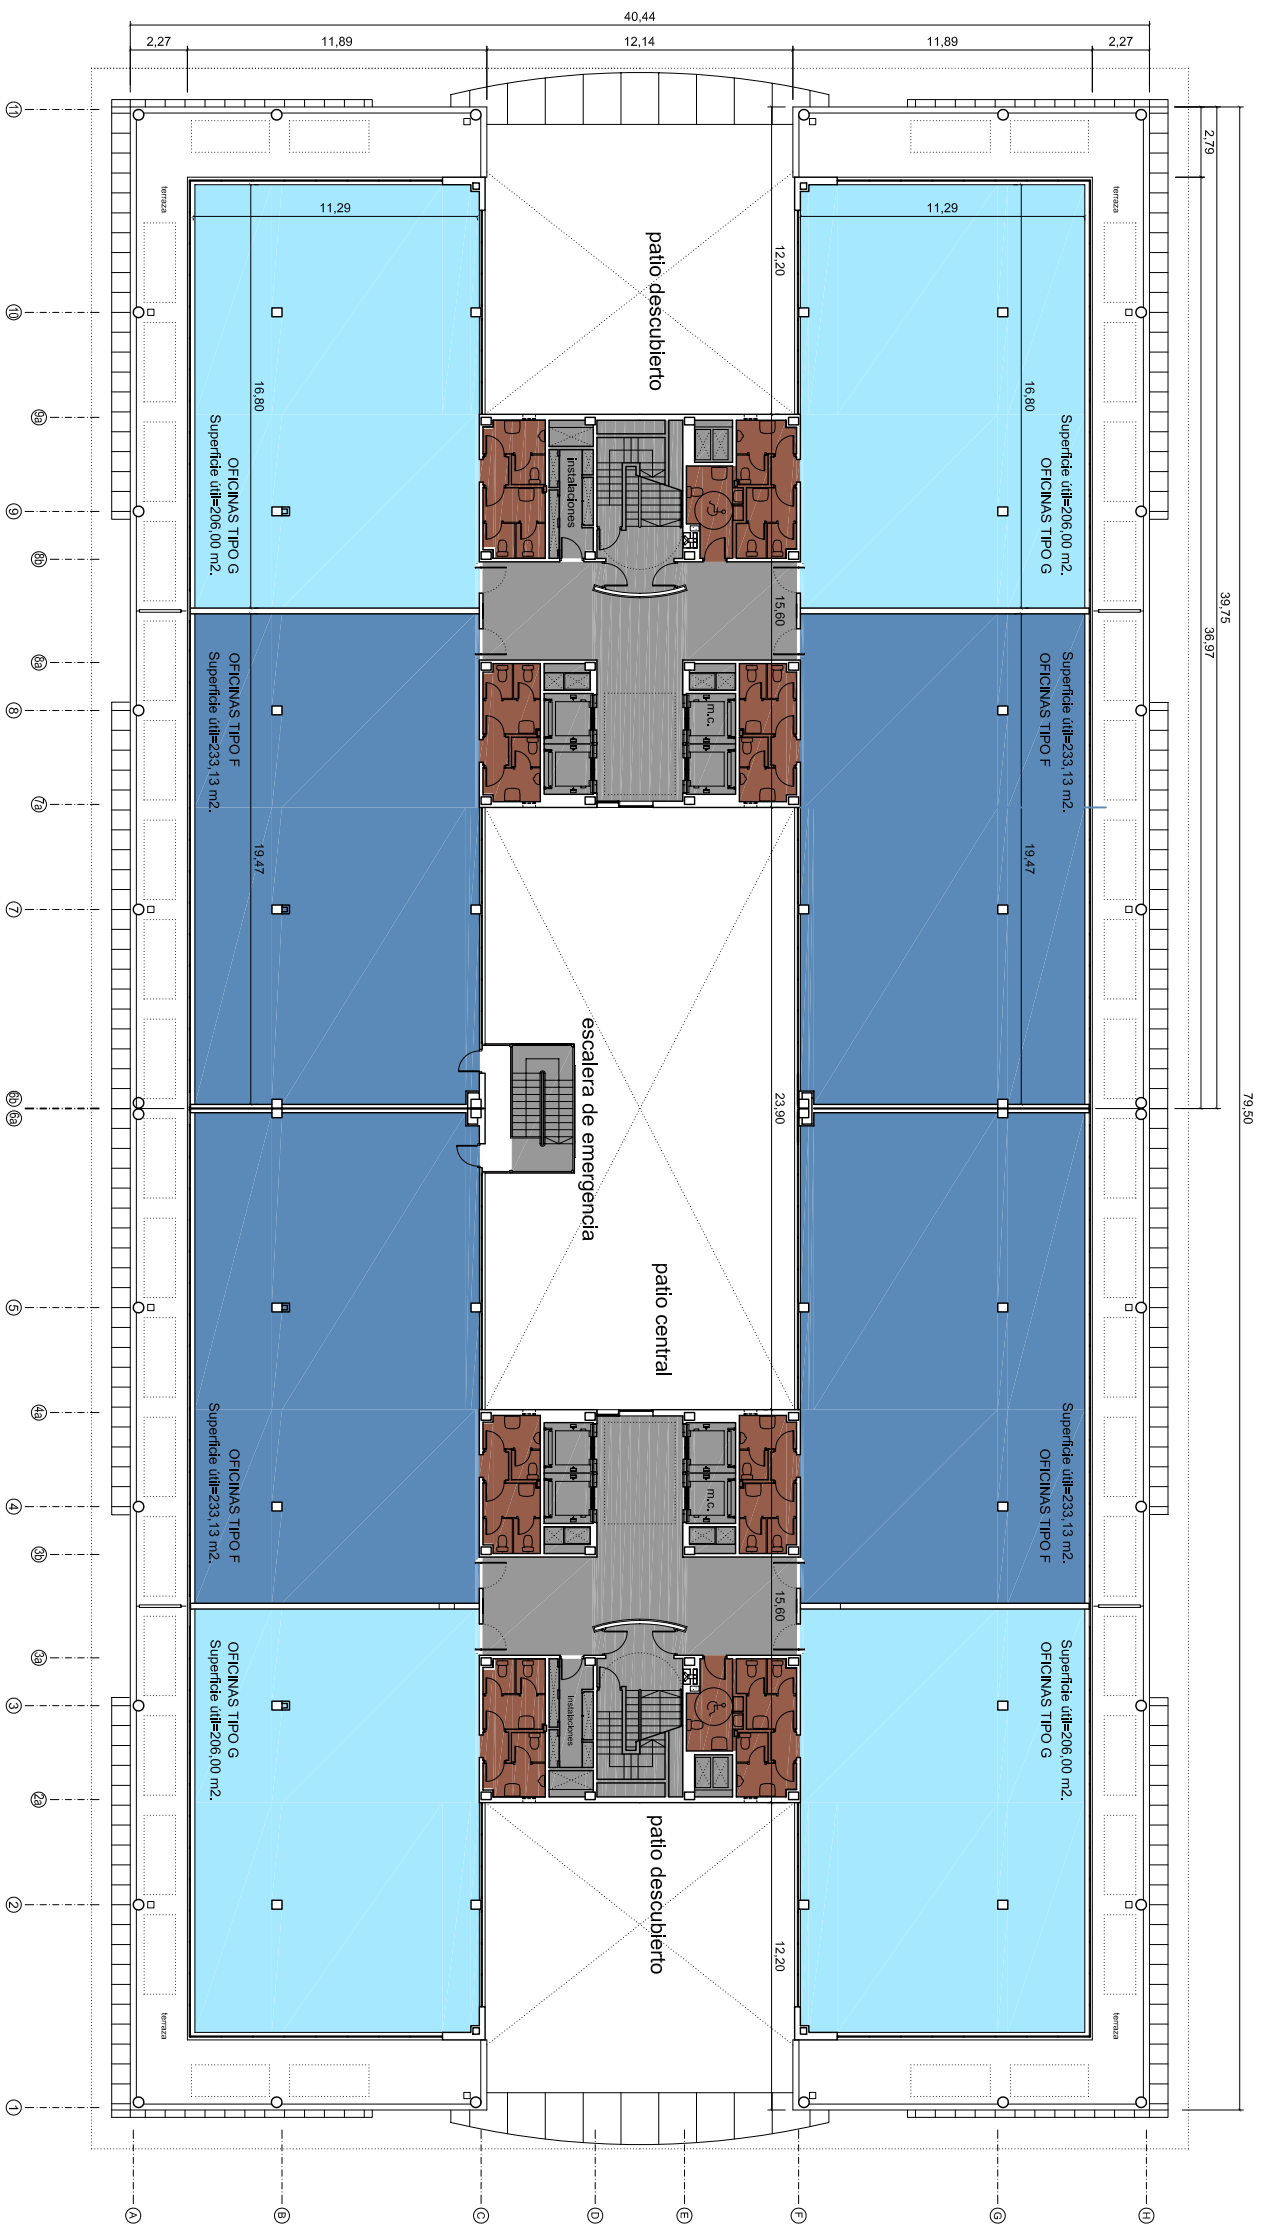 40,44
2,27
11,89
12,14
11,89
2,27
11
10
9a
9
8b
8a
8
7a
7
6b
6a
5
4a
4
3b
3a
3
2a
2
1
2,79
39,75
36,97
79,50
terraza
terraza
11,29
11,29
patio descubierto
12,20
16,80
16,80
OFICINAS TIPO G
Superficie útil=206,00 m2.
Superficie útil=206,00 m2.
OFICINAS TIPO G
instalaciones
15,60
OFICINAS TIPO F
Superficie útil=233,13 m2.
Superficie útil=233,13 m2.
OFICINAS TIPO F
m.c.
19,47
19,47
escalera de emergencia
23,90
patio central
OFICINAS TIPO F
Superficie útil=233,13 m2.
Superficie útil=233,13 m2.
OFICINAS TIPO F
m.c.
15,60
OFICINAS TIPO G
Superficie útil=206,00 m2.
Superficie útil=206,00 m2.
OFICINAS TIPO G
Instalaciones
patio descubierto
12,20
terraza
terraza
A
B
C
D
E
F
G
H